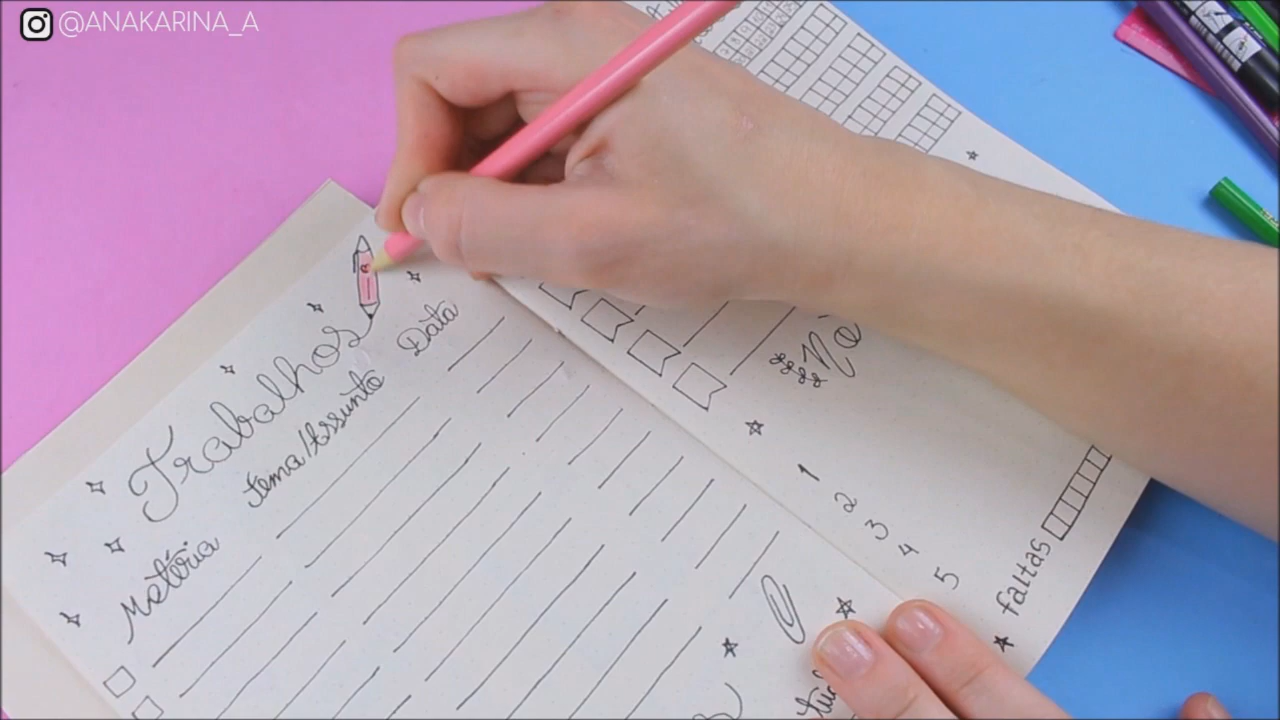 @ANAKARINA_A
Trabalhos
Matéria
Tema/Assunto
Data
1
2
3
4
5
faltas